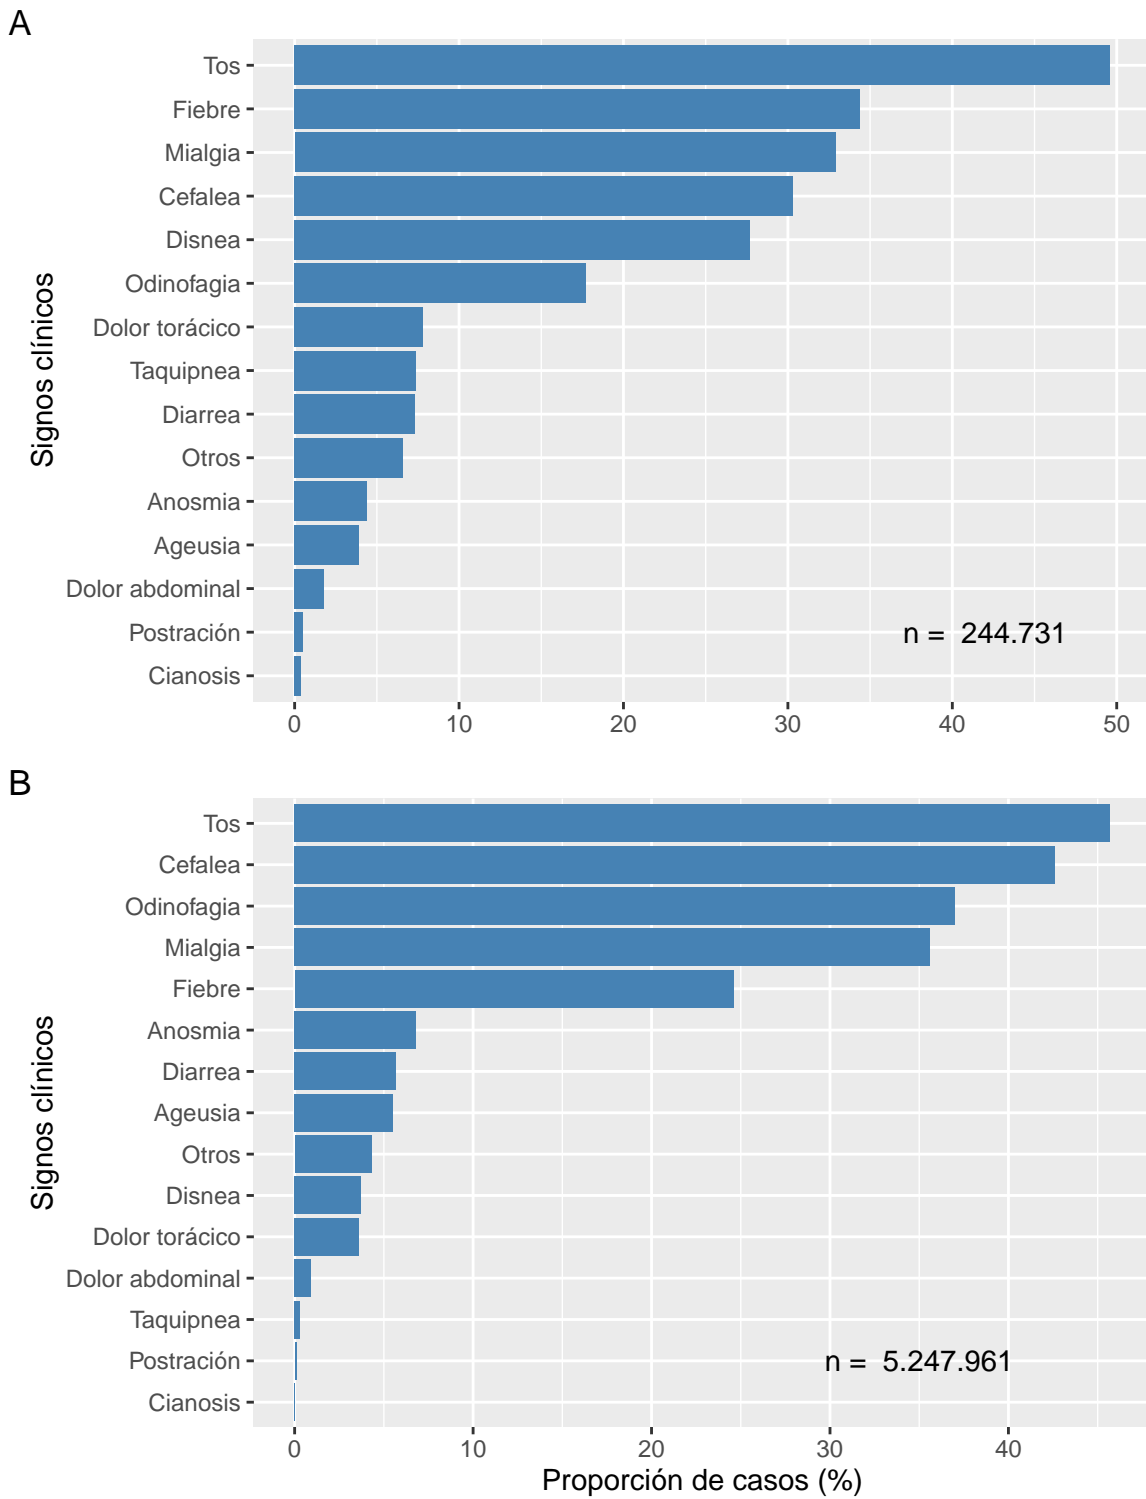 A
Signos clínicos
Tos
Fiebre
Mialgia
Cefalea
Disnea
Odinofagia
Dolor torácico
Taquipnea
Diarrea
Otros
Anosmia
Ageusia
Dolor abdominal
Postración
Cianosis
n = 244.731
0 10 20 30 40 50
B
Signos clínicos
Tos
Cefalea
Odinofagia
Mialgia
Fiebre
Anosmia
Diarrea
Ageusia
Otros
Disnea
Dolor torácico
Dolor abdominal
Taquipnea
Postración
Cianosis
n = 5.247.961
0 10 20 30 40
Proporción de casos (%)